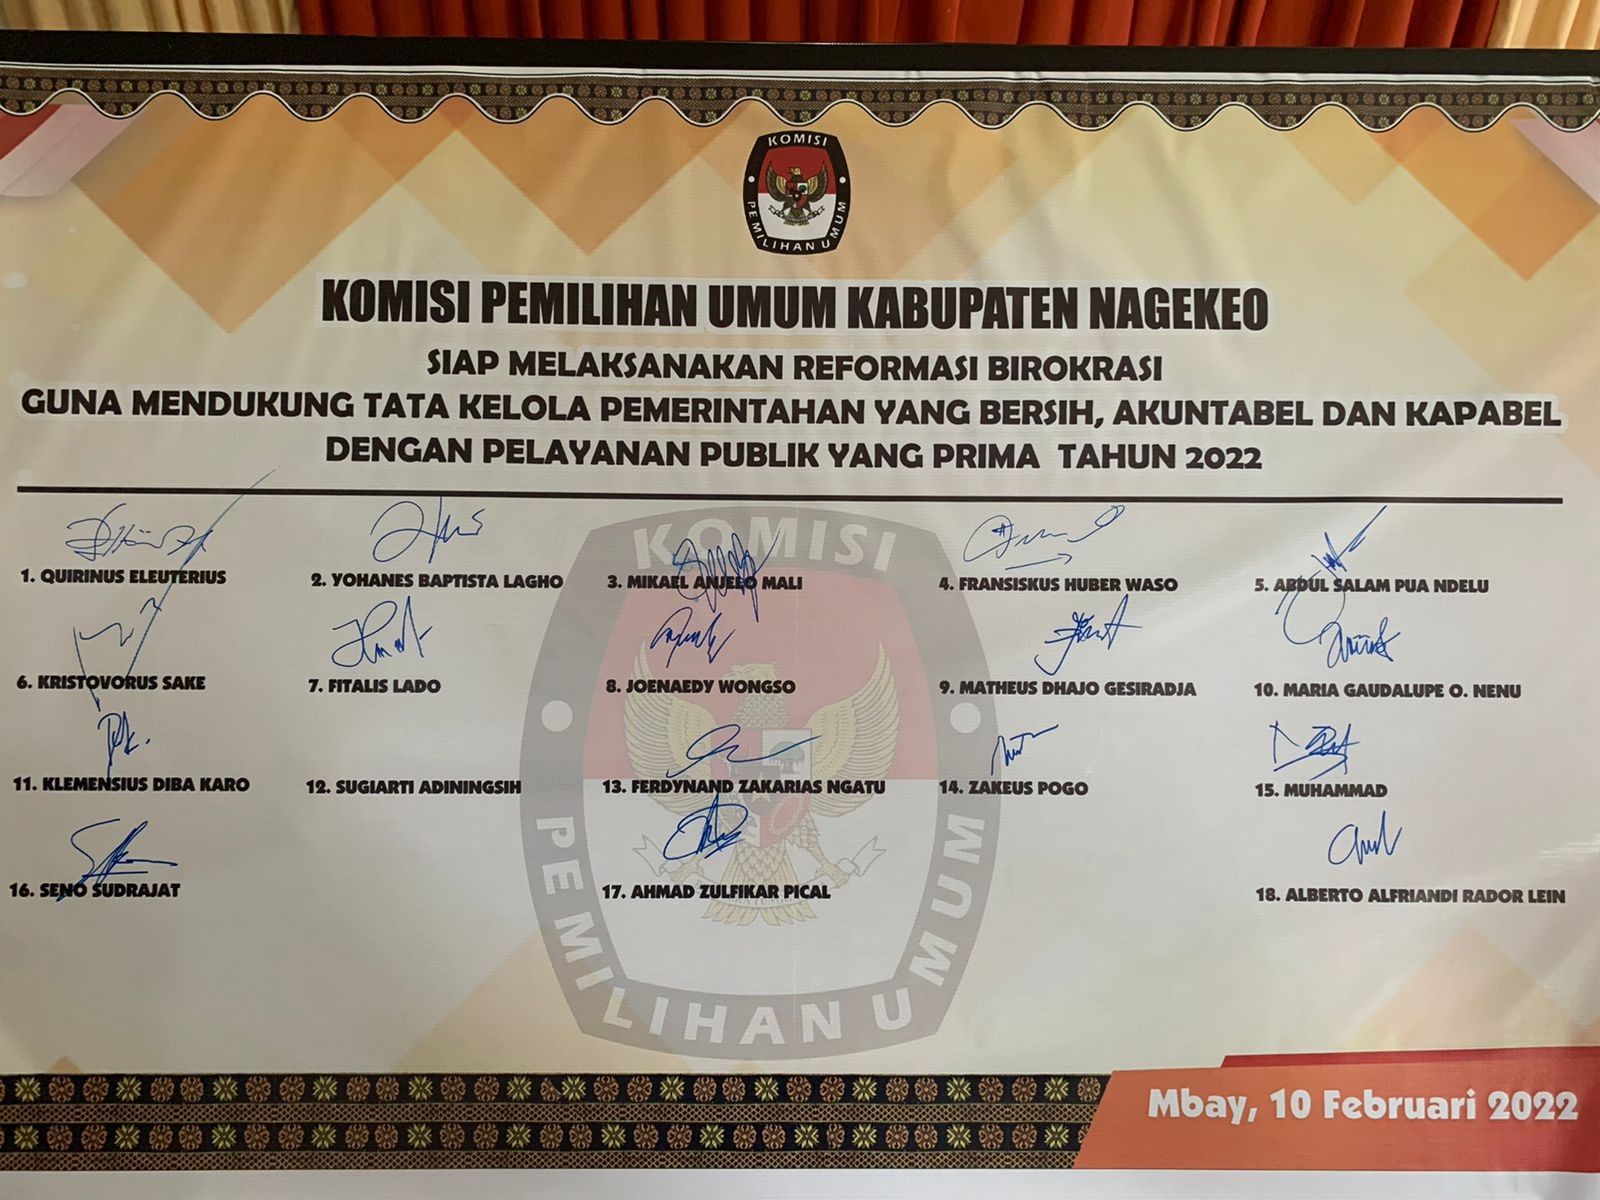 KOMISI
PEMILIHAN UMUM
KOMISI PEMILIHAN UMUM KABUPATEN NAGEKEO
SIAP MELAKSANAKAN REFORMASI BIROKRASI
GUNA MENDUKUNG TATA KELOLA PEMERINTAHAN YANG BERSIH, AKUNTABEL DAN KAPABEL
DENGAN PELAYANAN PUBLIK YANG PRIMA TAHUN 2022
KOMISI
1. QUIRINUS ELEUTERIUS 2. YOHANES BAPTISTA LAGHO 3. MIKAEL ANJELO MALI 4. FRANSISKUS HUBER WASO 5. ABDUL SALAM PUA NDELU
6. KRISTOVORUS SAKE 7. FITALIS LADO 8. JOENAEDY WONGSO 9. MATHEUS DHAJO GESIRADJA 10. MARIA GAUDALUPE O. NENU
11. KLEMENSIUS DIBA KARO 12. SUGIARTI ADININGSIH 13. FERDYNAND ZAKARIAS NGATU 14. ZAKEUS POGO 15. MUHAMMAD
16. SENO SUDRAJAT 17. AHMAD ZULFIKAR PICAL 18. ALBERTO ALFRIANDI RADOR LEIN
PEMILIHAN UMUM
Mbay, 10 Februari 2022